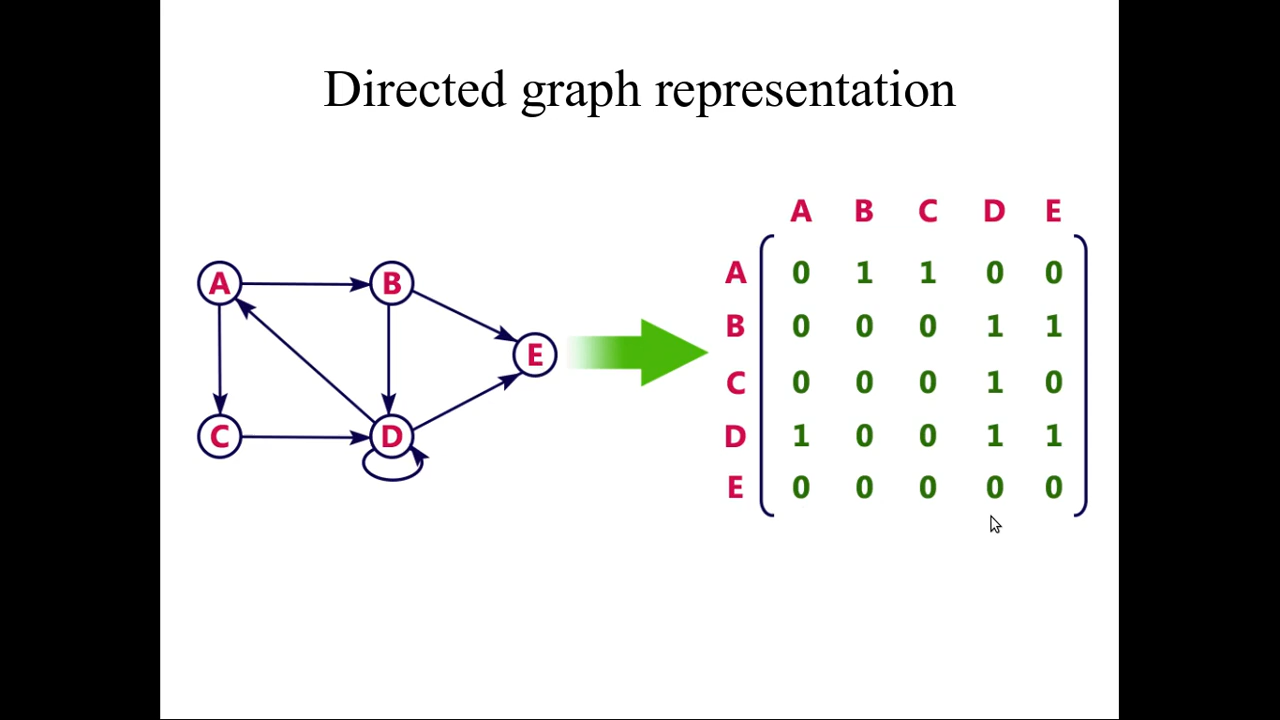 Directed graph representation
A B
E
C D
A B C D E
A 0 1 1 0 0
B 0 0 0 1 1
C 0 0 0 1 0
D 1 0 0 1 1
E 0 0 0 0 0